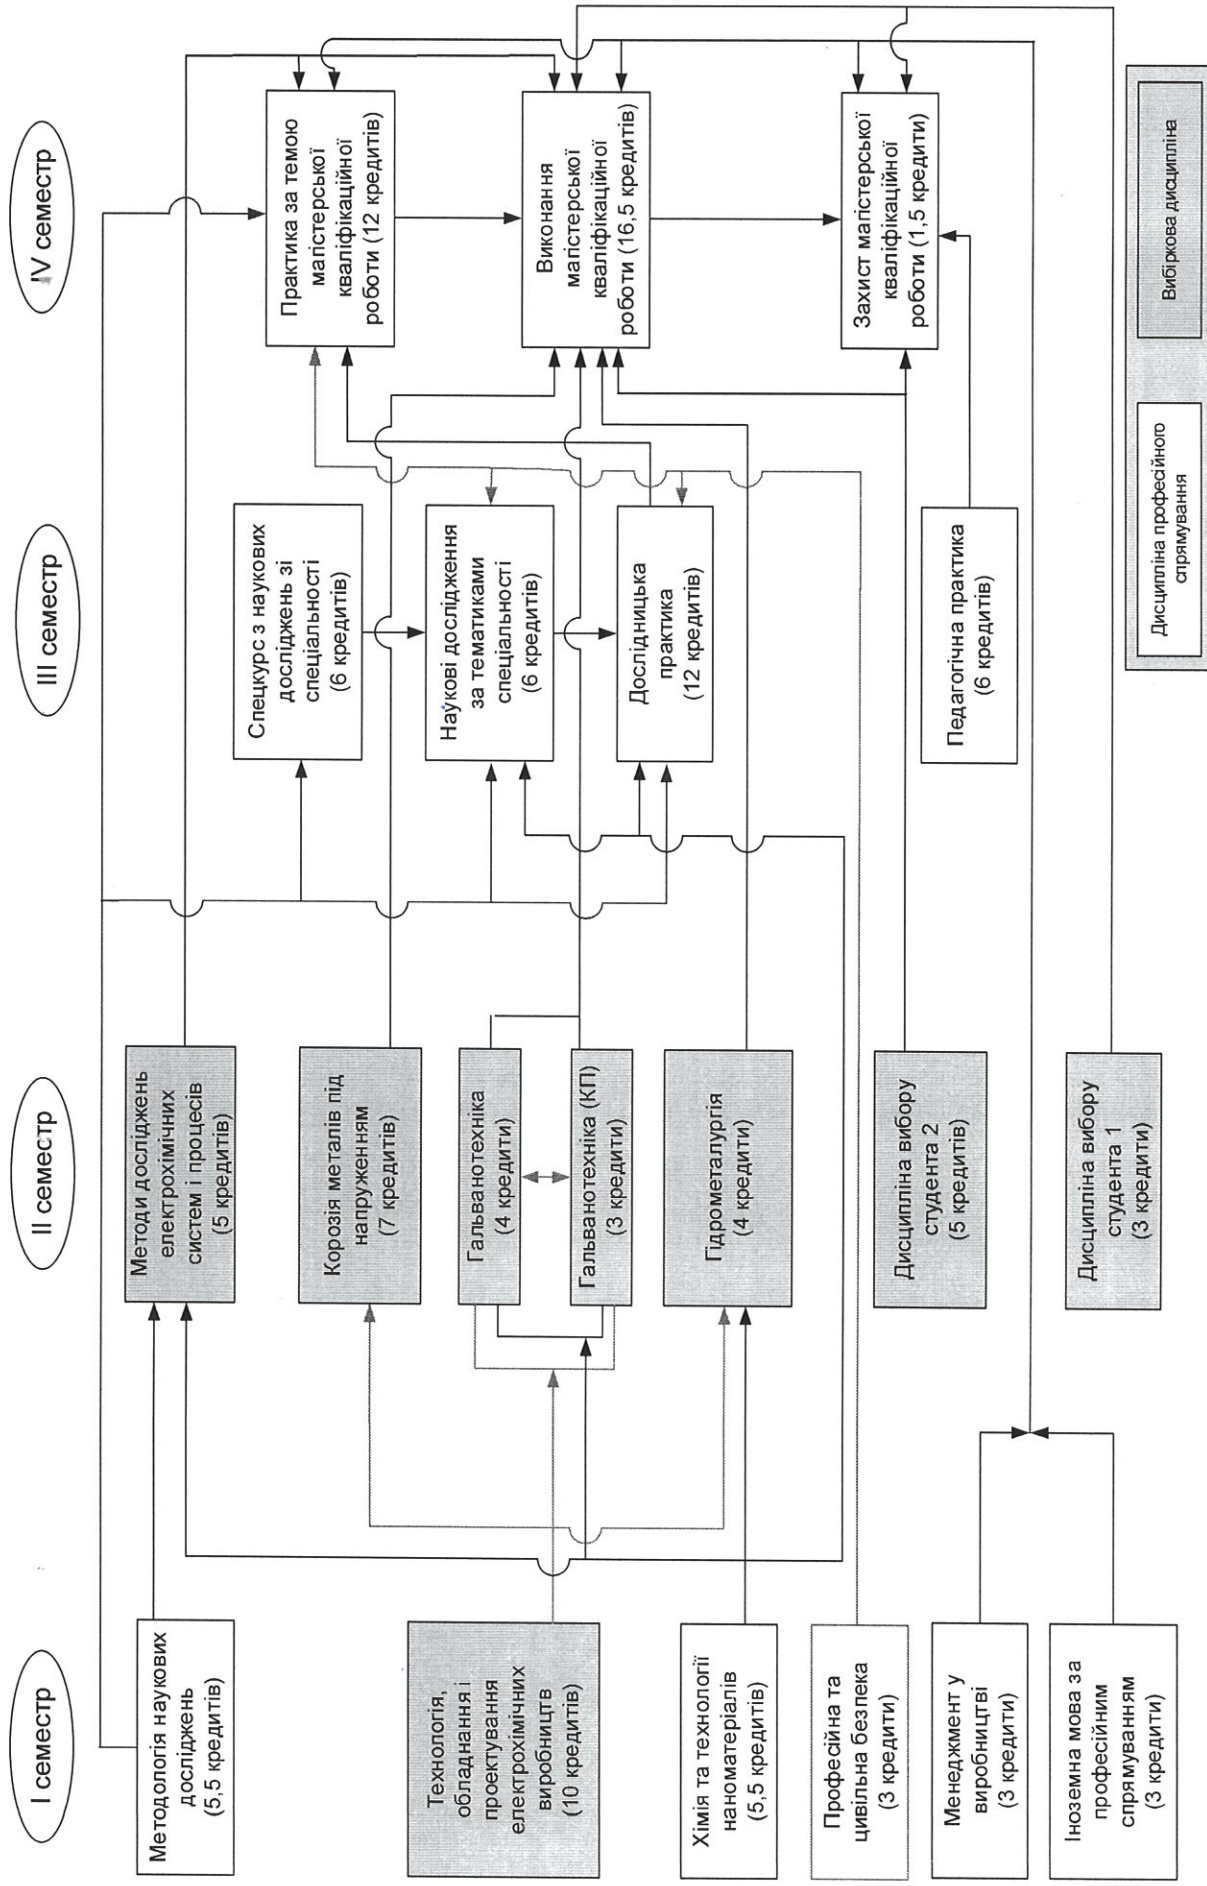 I семестр
Методологія наукових
досліджень
(5,5 кредитів)
Технологія,
обладнання і
проектування
електрохімічних
виробництв
(10 кредитів)
Хімія та технології
наноматеріалів
(5,5 кредитів)
Професійна та
цивільна безпека
(3 кредити)
Менеджмент у
виробництві
(3 кредити)
Іноземна мова за
професійним
спрямуванням
(3 кредити)
II семестр
Методи досліджень
електрохімічних
систем і процесів
(5 кредитів)
Корозія металів під
напруженням
(7 кредитів)
Гальванотехніка
(4 кредити)
Гальванотехніка (КП)
(3 кредити)
Гідрометалургія
(4 кредити)
Дисципліна вибору
студента 2
(5 кредитів)
Дисципліна вибору
студента 1
(3 кредити)
III семестр
Спецкурс з наукових
досліджень зі
спеціальності
(6 кредитів)
Наукові дослідження
за тематиками
спеціальності
(6 кредитів)
Дослідницька
практика
(12 кредитів)
Педагогічна практика
(6 кредитів)
IV семестр
Практика за темою
магістерської
кваліфікаційної
роботи (12 кредитів)
Виконання
магістерської
кваліфікаційної
роботи (16,5 кредитів)
Захист магістерської
кваліфікаційної
роботи (1,5 кредити)
Дисципліна професійного
спрямування
Вибіркова дисципліна